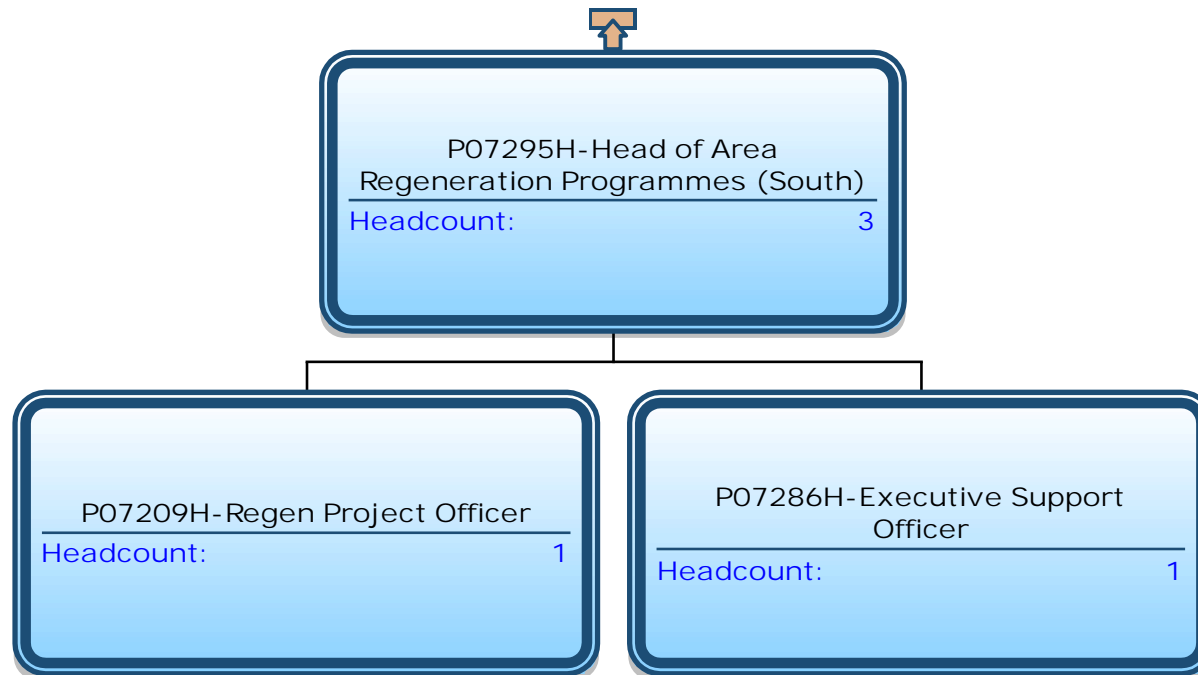 P07295H-Head of Area
Regeneration Programmes (South)
Headcount: 3
P07209H-Regen Project Officer
Headcount: 1
P07286H-Executive Support
Officer
Headcount: 1